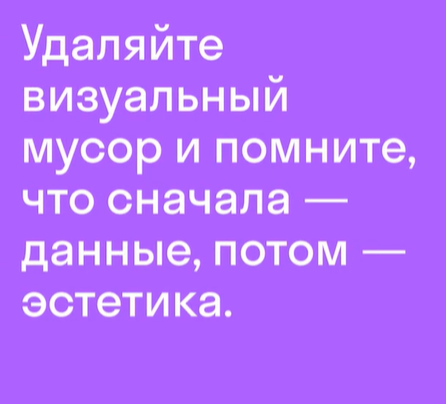 Удаляйте
визуальный
мусор и помните,
что сначала —
данные, потом —
эстетика.